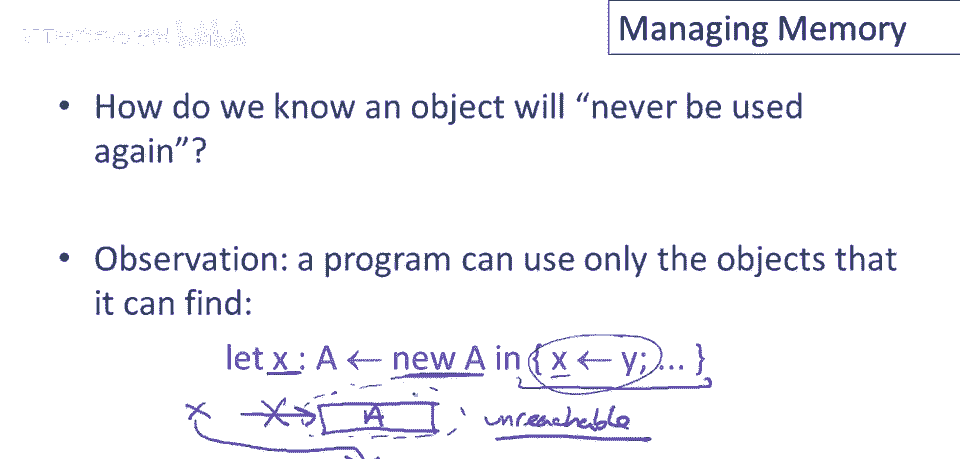 Managing Memory
• How do we know an object will “never be used
again”?
• Observation: a program can use only the objects that
it can find:
let x : A ← new A in { x ← y; ... }
x A unreachable